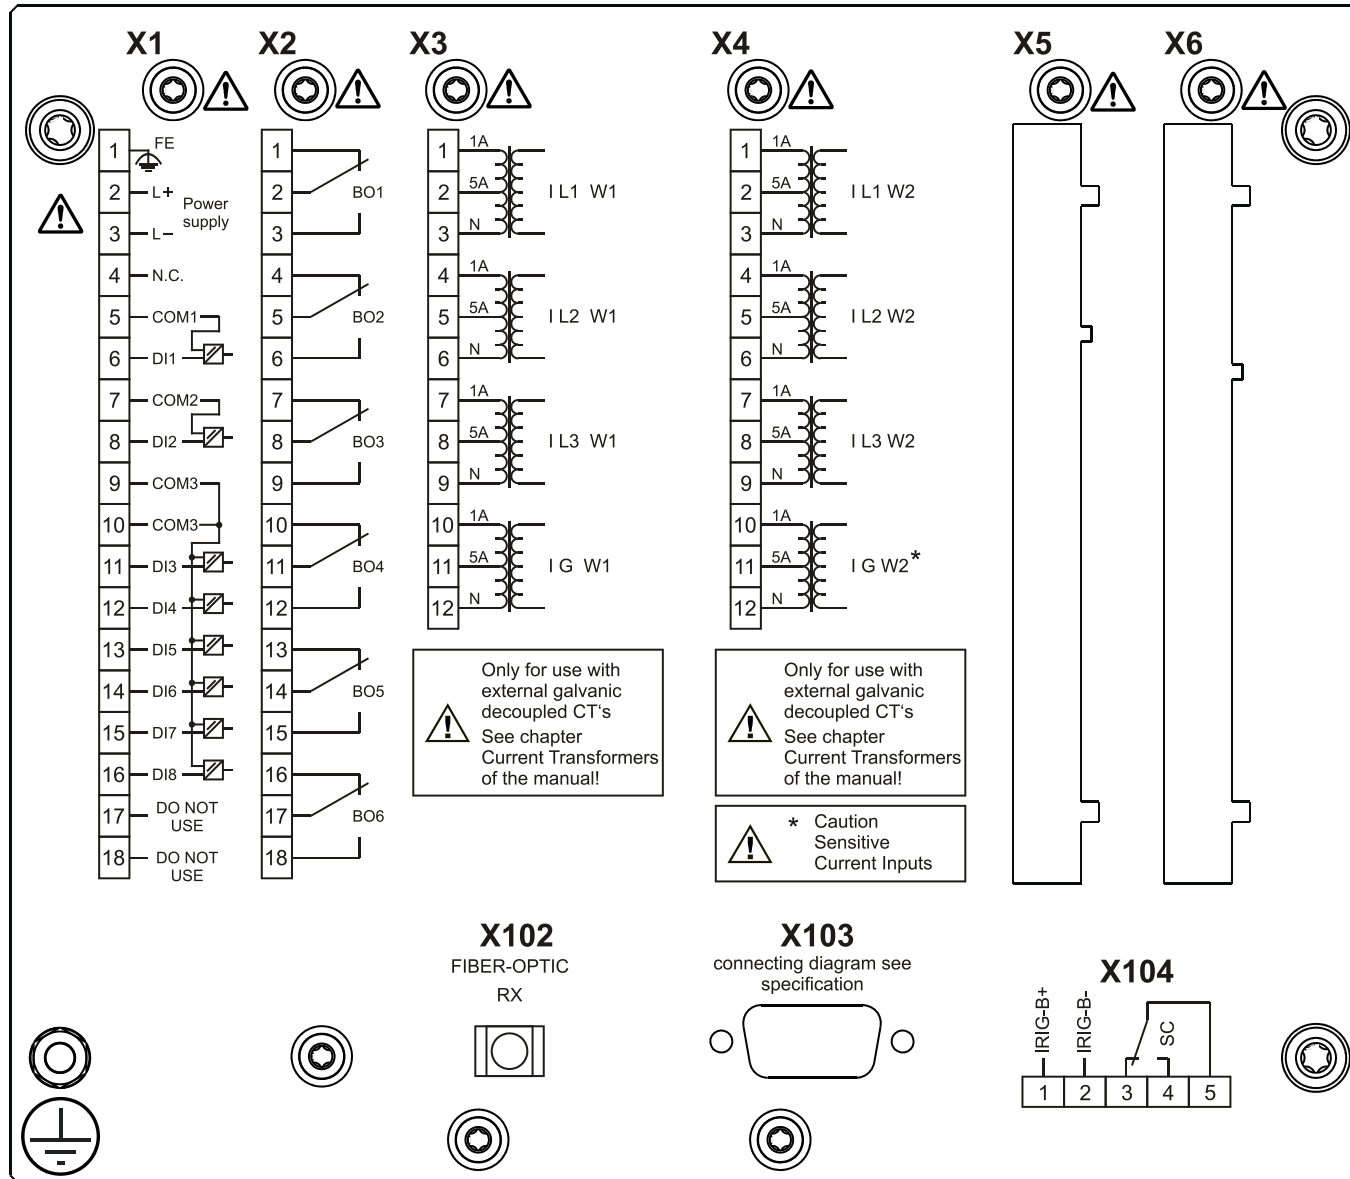 X1 X2 X3 X4 X5 X6
1 FE
2 L+
Power
supply
3 L-
4 N.C.
5 COM1
6 DI1
7 COM2
8 DI2
9 COM3
10 COM3
11 DI3
12 DI4
13 DI5
14 DI6
15 DI7
16 DI8
17 DO NOT
USE
18 DO NOT
USE
1
2 BO1
3
4
5 BO2
6
7
8 BO3
9
10
11 BO4
12
13
14 BO5
15
16
17 BO6
18
1 1A
2 5A I L1 W1
3 N
4 1A
5 5A I L2 W1
6 N
7 1A
8 5A I L3 W1
9 N
10 1A
11 5A I G W1
12 N
Only for use with
external galvanic
decoupled CT's
See chapter
Current Transformers
of the manual!
1 1A
2 5A I L1 W2
3 N
4 1A
5 5A I L2 W2
6 N
7 1A
8 5A I L3 W2
9 N
10 1A
11 5A I G W2*
12 N
Only for use with
external galvanic
decoupled CT's
See chapter
Current Transformers
of the manual!
* Caution
Sensitive
Current Inputs
X102
FIBER-OPTIC
RX
X103
connecting diagram see
specification
X104
IRIG-B+
IRIG-B-
SC
1 2 3 4 5